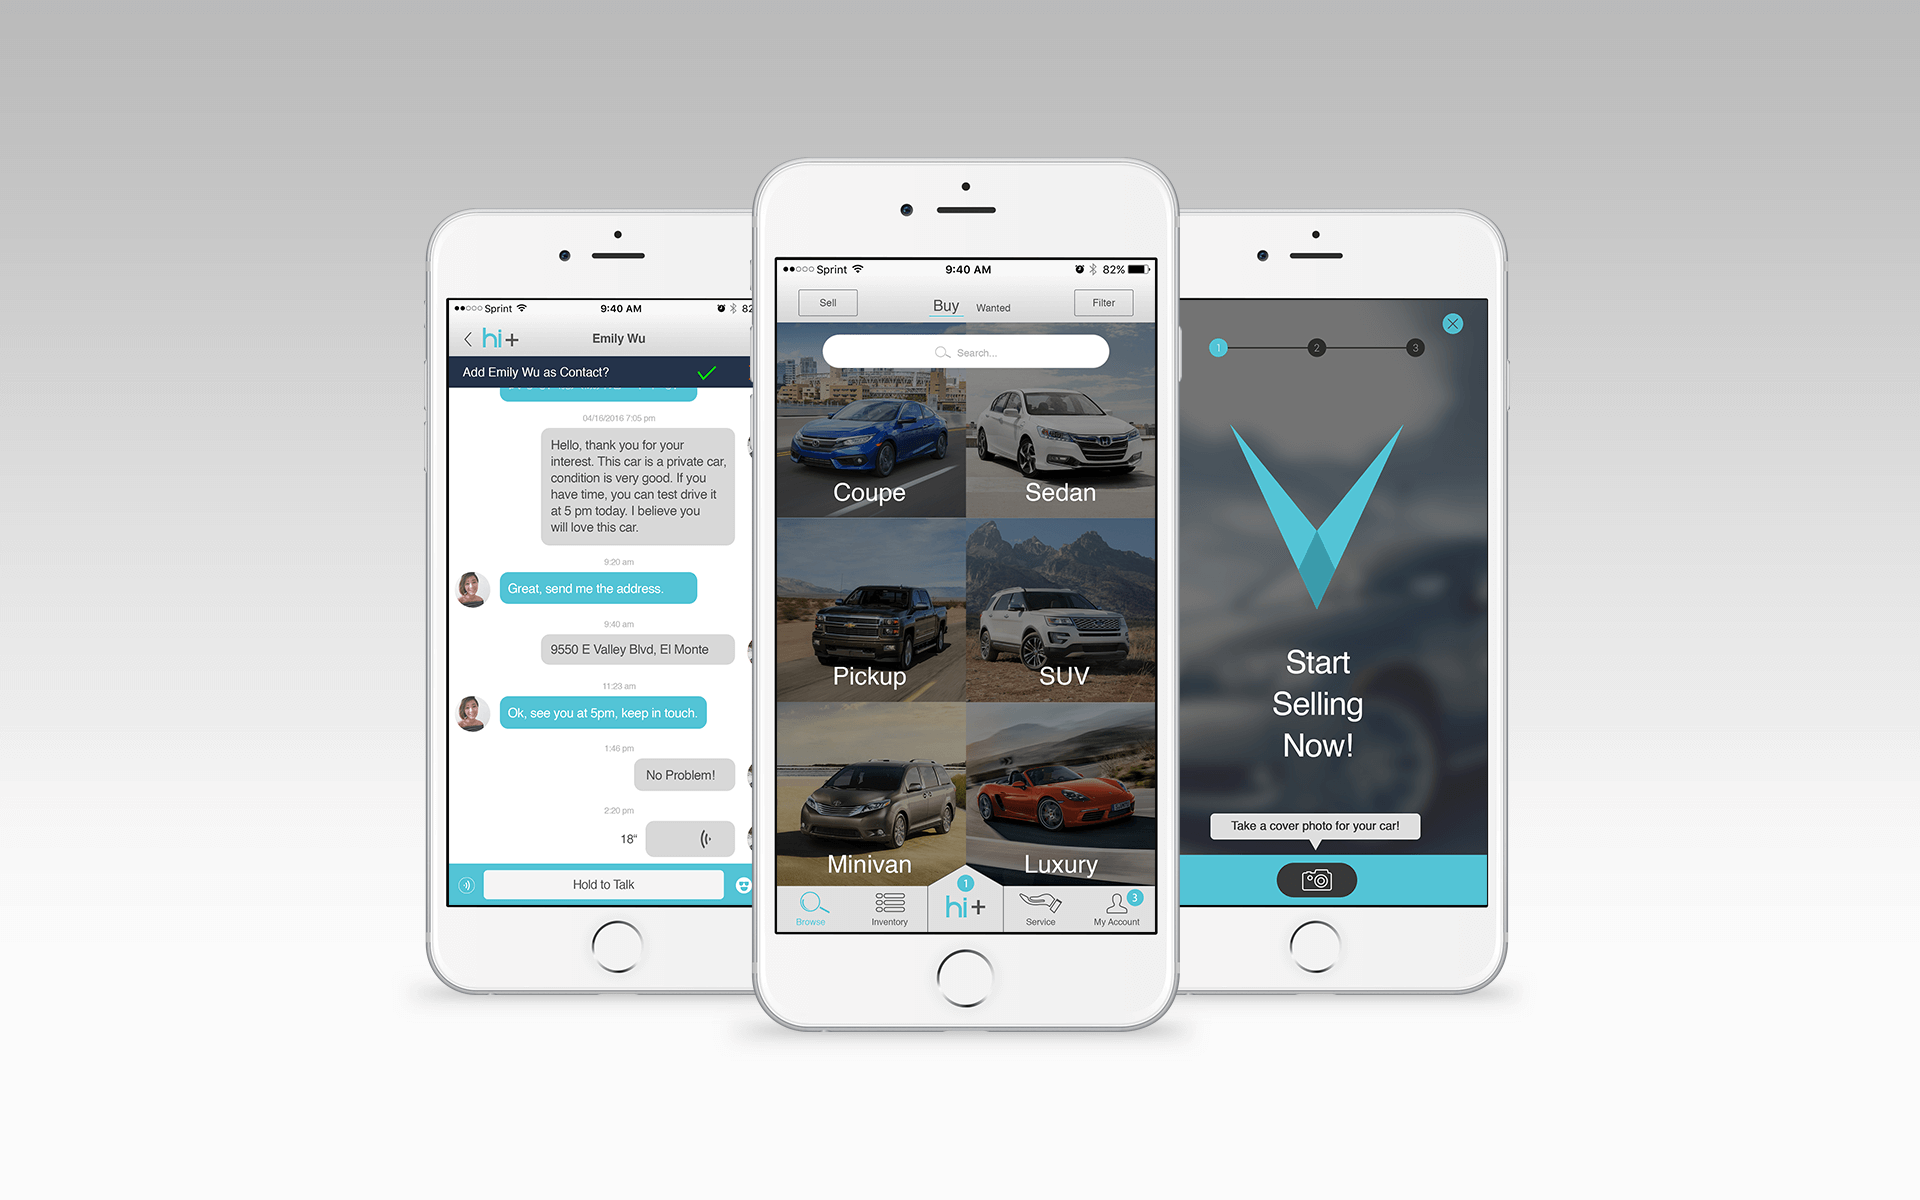 Sprint
9:40 AM
82
hi+
Emily Wu
Add Emily Wu as Contact?
04/16/2016 7:05 pm
Hello, thank you for your
interest. This car is a private car,
condition is very good. If you
have time, you can test drive it
at 5 pm today. I believe you
will love this car.
9:20 am
Great, send me the address.
9:40 am
9550 E Valley Blvd, El Monte
11:23 am
Ok, see you at 5pm, keep in touch.
1:46 pm
No Problem!
2:20 pm
18"
Hold to Talk
Sprint
9:40 AM
82%
Sell
Buy
Wanted
Filter
Search...
Coupe
Sedan
Pickup
SUV
Minivan
Luxury
Browse
Inventory
1
hi+
Service
3
My Account
1
2
3
Start
Selling
Now!
Take a cover photo for your car!